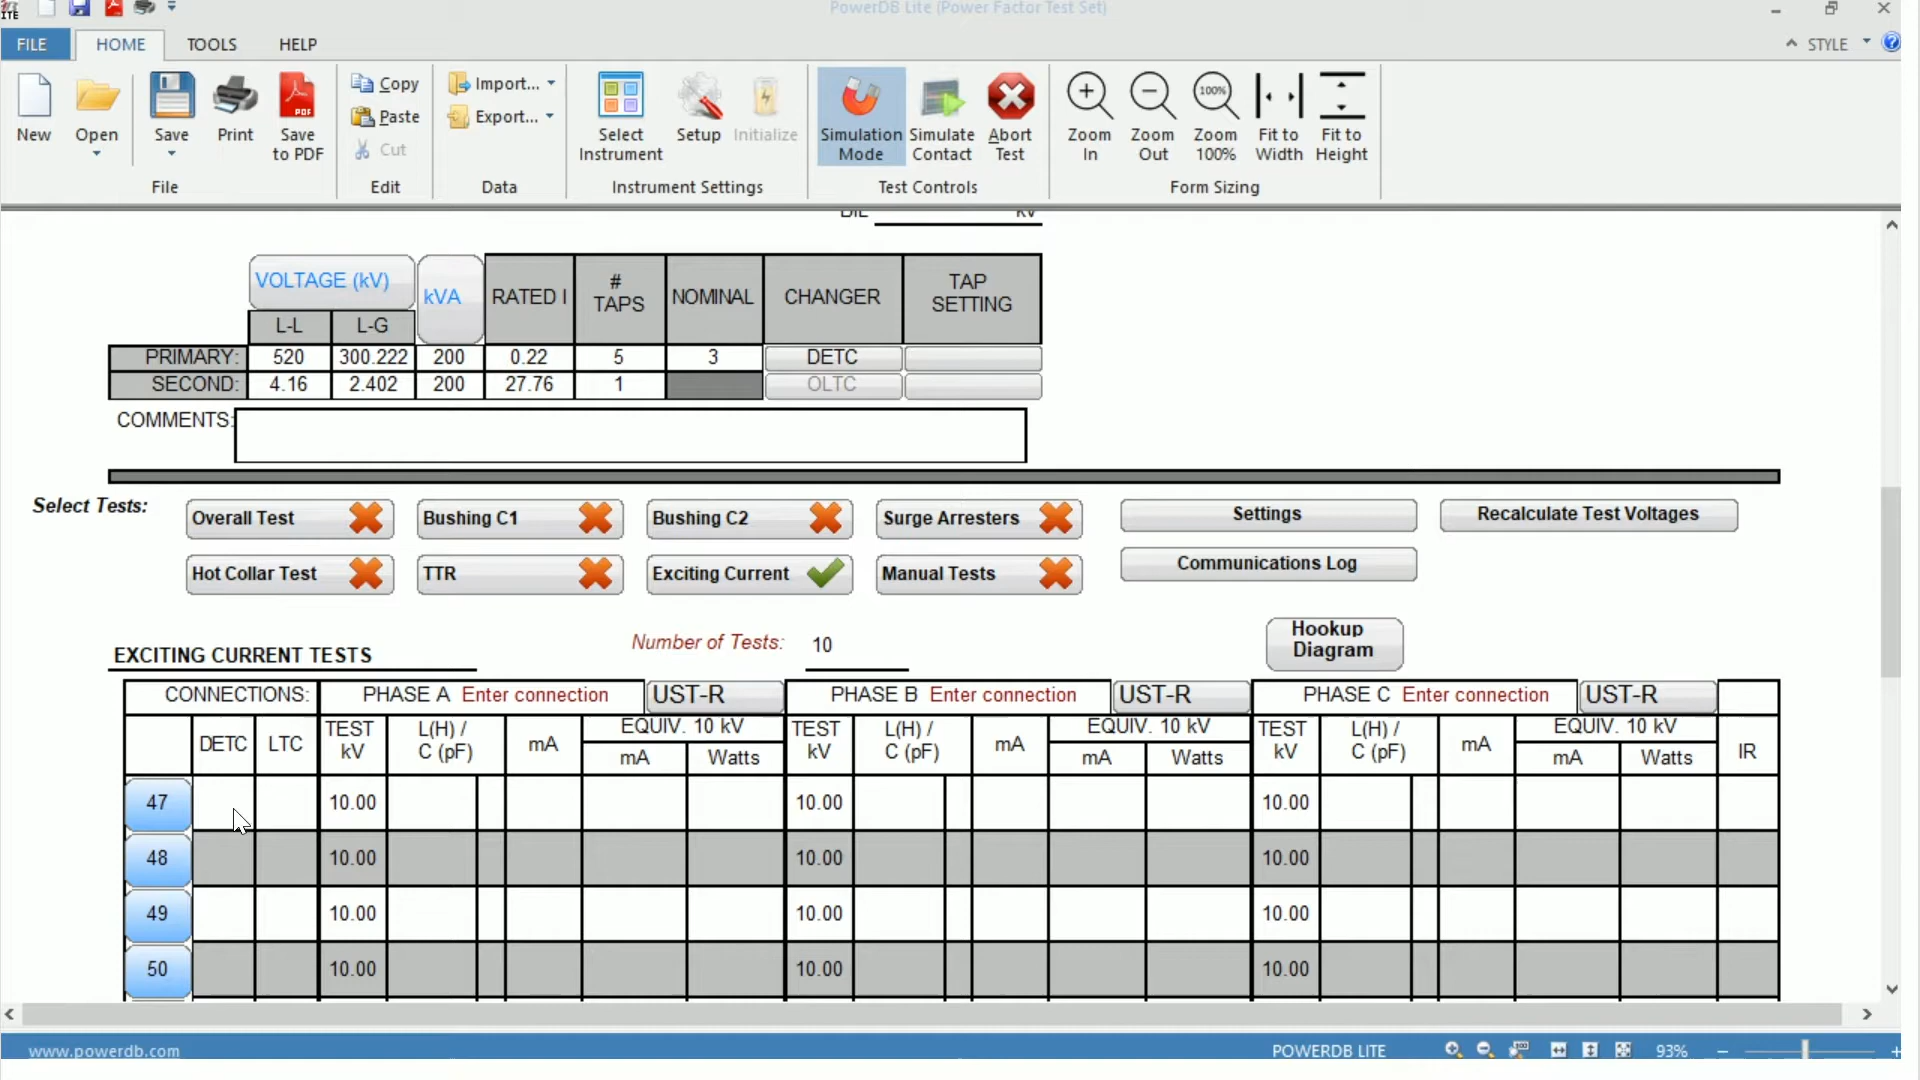 PowerDB Lite (Power Factor Test Set)
ITE
FILE HOME TOOLS HELP STYLE
New Open Save Print Save to PDF
Copy Paste Cut
Import... Export...
Select Instrument Setup Initialize
Simulation Mode Simulate Contact Abort Test
Zoom In Zoom Out Zoom 100% Fit to Width Fit to Height
File Edit Data Instrument Settings Test Controls Form Sizing
BIL kV
VOLTAGE (kV) kVA RATED I # TAPS NOMINAL CHANGER TAP SETTING
L-L L-G
PRIMARY: 520 300.222 200 0.22 5 3 DETC
SECOND: 4.16 2.402 200 27.76 1 OLTC
COMMENTS:
Select Tests: Overall Test Bushing C1 Bushing C2 Surge Arresters Settings Recalculate Test Voltages
Hot Collar Test TTR Exciting Current Manual Tests Communications Log
EXCITING CURRENT TESTS Number of Tests: 10 Hookup Diagram
CONNECTIONS: PHASE A Enter connection UST-R PHASE B Enter connection UST-R PHASE C Enter connection UST-R
DETC LTC TEST kV L(H) / C (pF) mA EQUIV. 10 kV mA Watts TEST kV L(H) / C (pF) mA EQUIV. 10 kV mA Watts TEST kV L(H) / C (pF) mA EQUIV. 10 kV mA Watts IR
47 10.00 10.00 10.00
48 10.00 10.00 10.00
49 10.00 10.00 10.00
50 10.00 10.00 10.00
www.powerdb.com POWERDB LITE 93%